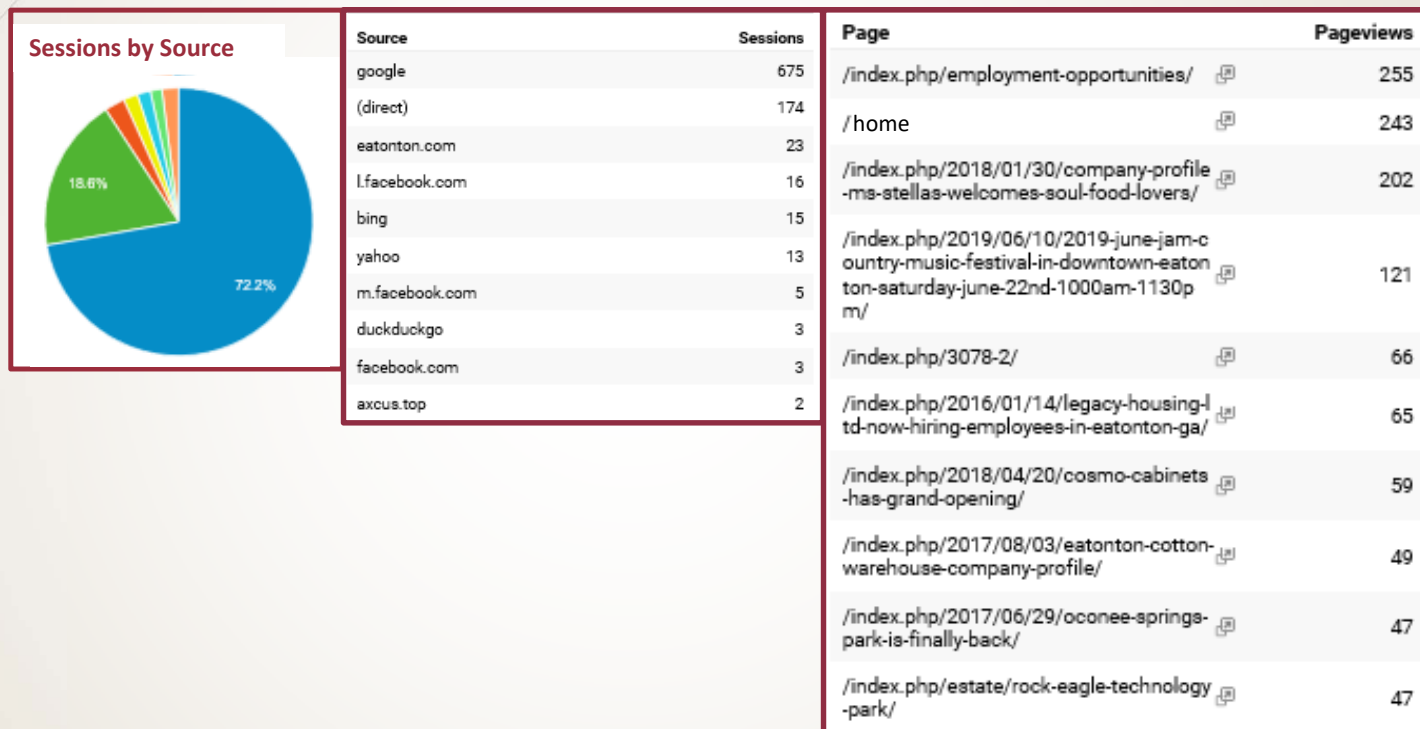 Sessions by Source
18.6%
72.2%
Source Sessions
google 675
(direct) 174
eatonton.com 23
l.facebook.com 16
bing 15
yahoo 13
m.facebook.com 5
duckduckgo 3
facebook.com 3
axcus.top 2
Page Pageviews
/index.php/employment-opportunities/ 255
/home 243
/index.php/2018/01/30/company-profile
-ms-stellas-welcomes-soul-food-lovers/ 202
/index.php/2019/06/10/2019-june-jam-c
ountry-music-festival-in-downtown-eaton
ton-saturday-june-22nd-1000am-1130p
m/ 121
/index.php/3078-2/ 66
/index.php/2016/01/14/legacy-housing-l
td-now-hiring-employees-in-eatonton-ga/ 65
/index.php/2018/04/20/cosmo-cabinets
-has-grand-opening/ 59
/index.php/2017/08/03/eatonton-cotton-
warehouse-company-profile/ 49
/index.php/2017/06/29/oconee-springs-
park-is-finally-back/ 47
/index.php/estate/rock-eagle-technology
-park/ 47